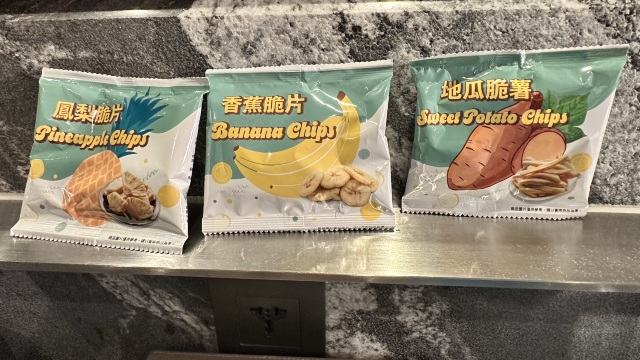 鳳梨脆片
Pineapple Chips
香蕉脆片
Banana Chips
地瓜脆薯
Sweet Potato Chips